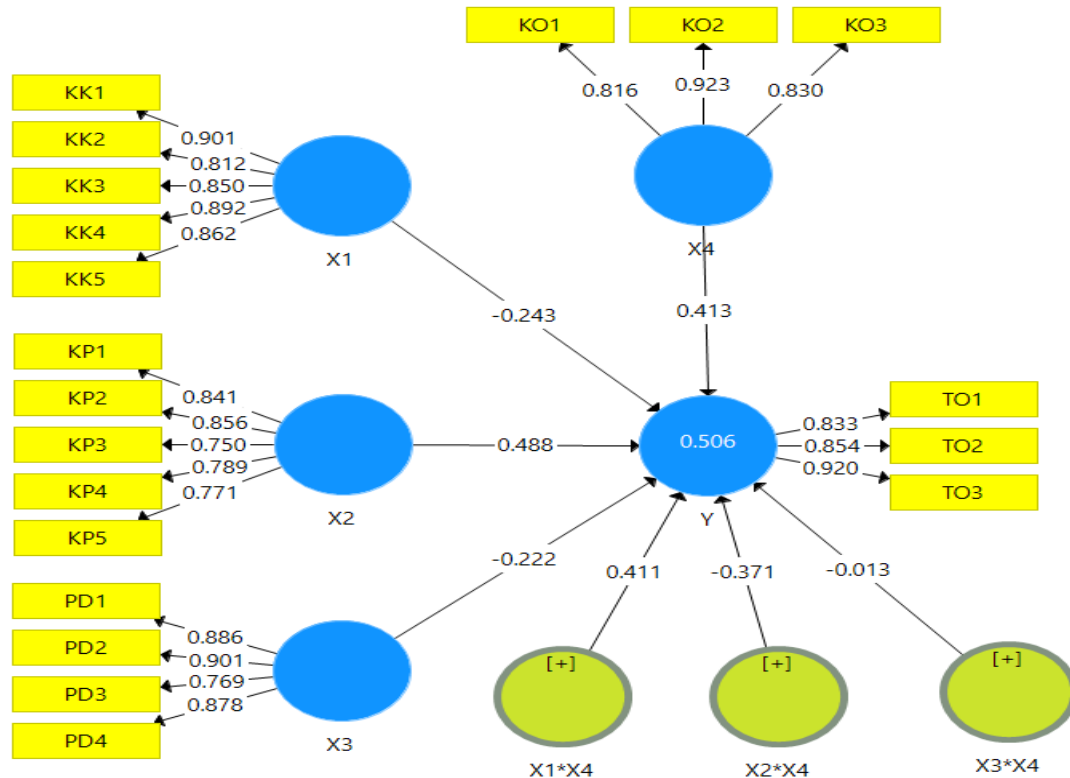 KO1
KO2
KO3
0.816
0.923
0.830
X4
0.413
KK1
KK2
KK3
KK4
KK5
0.901
0.812
0.850
0.892
0.862
X1
-0.243
KP1
KP2
KP3
KP4
KP5
0.841
0.856
0.750
0.789
0.771
X2
0.488
PD1
PD2
PD3
PD4
0.886
0.901
0.769
0.878
X3
-0.222
0.506
Y
0.833
0.854
0.920
TO1
TO2
TO3
0.411
-0.371
-0.013
[+]
[+]
[+]
X1*X4
X2*X4
X3*X4